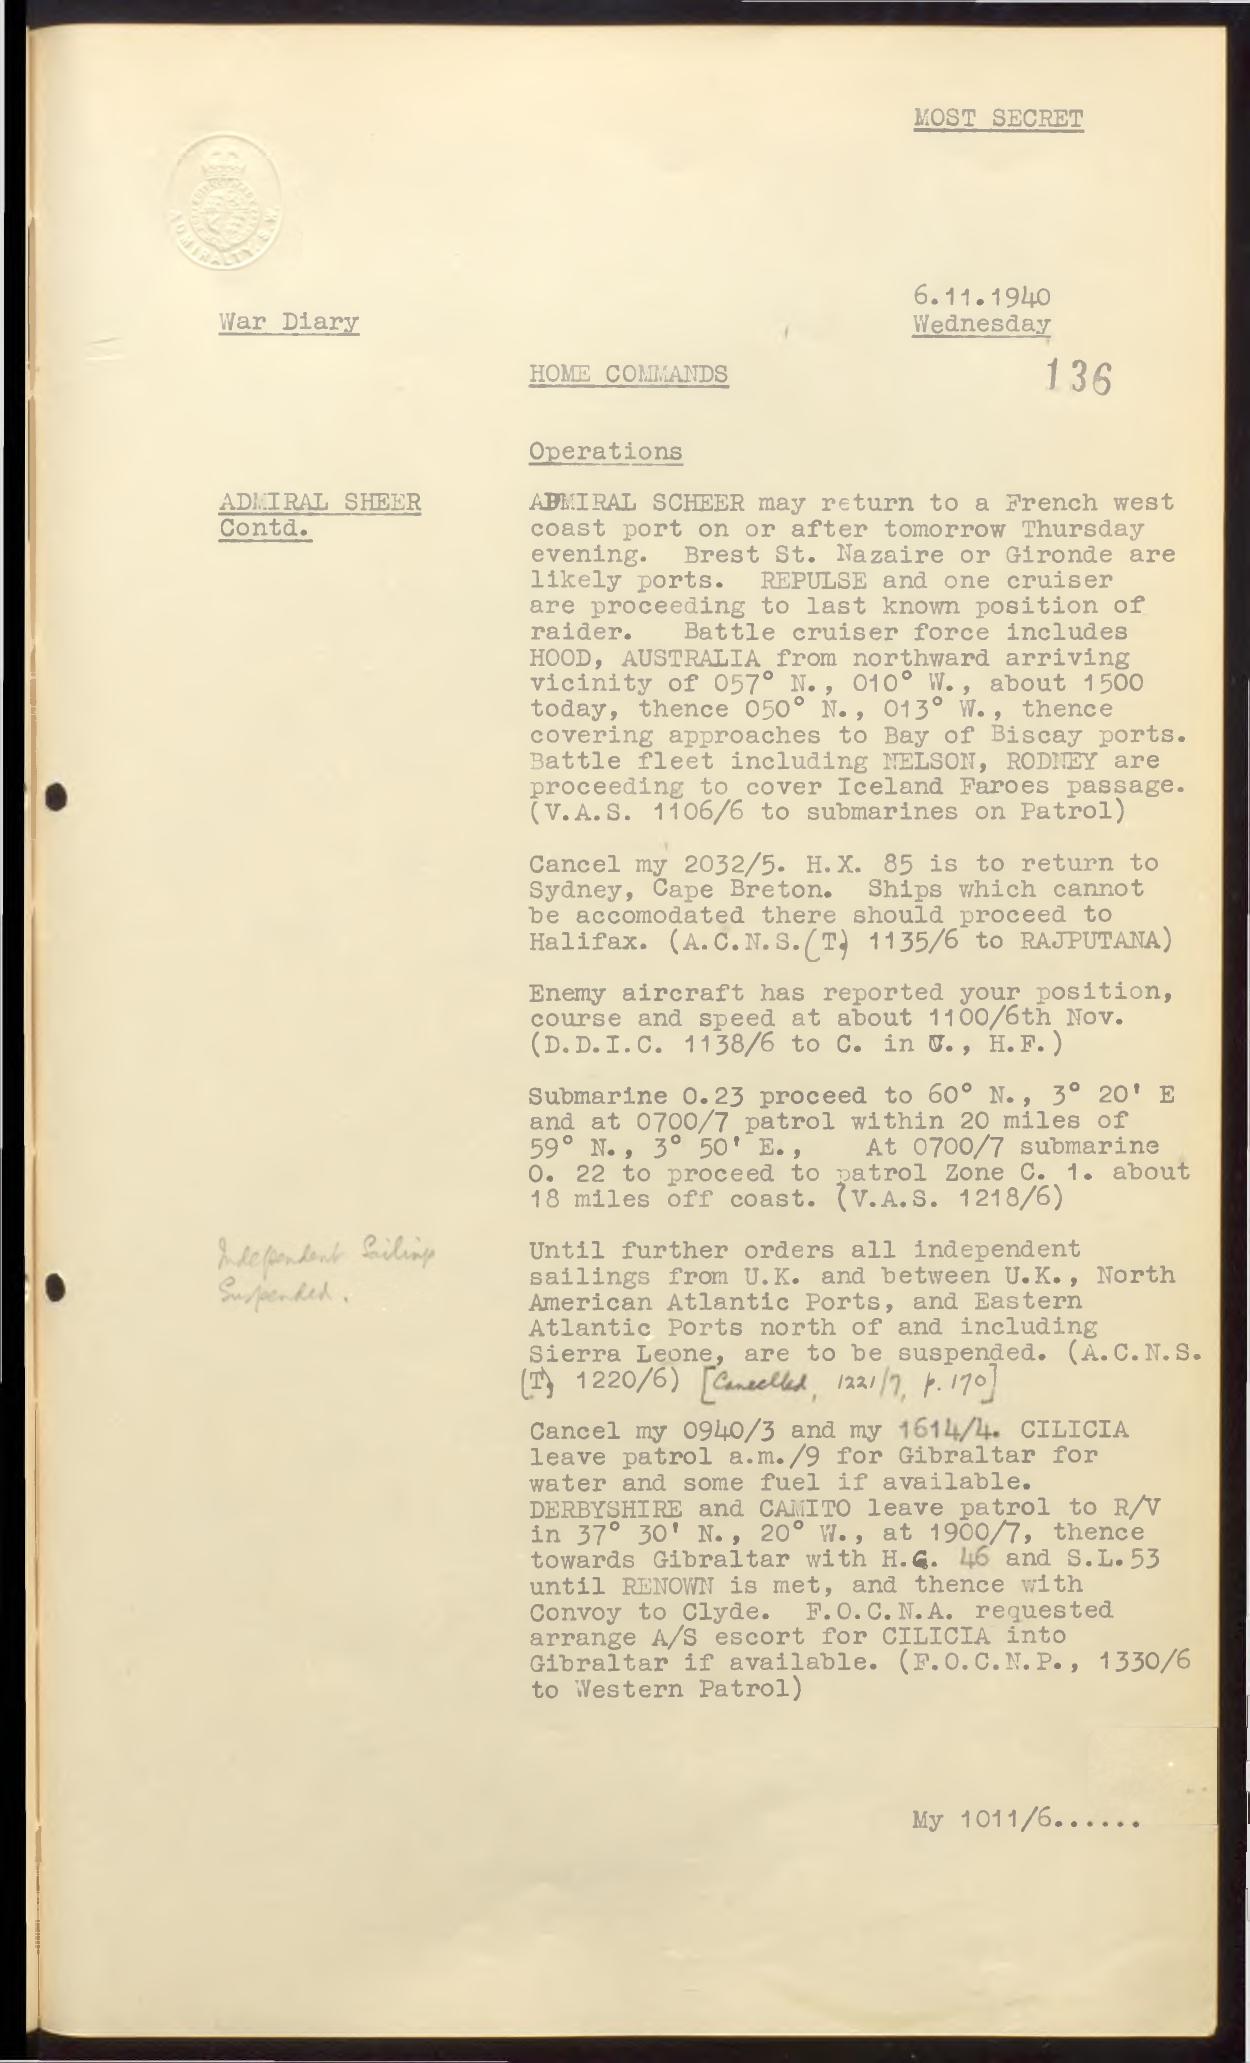 MOST SECRET
ADMIRALTY. S.W.
6.11.1940
War Diary
Wednesday
HOME COMMANDS
136
Operations
ADMIRAL SHEER
Contd.
ADMIRAL SCHEER may return to a French west
coast port on or after tomorrow Thursday
evening. Brest St. Nazaire or Gironde are
likely ports. REPULSE and one cruiser
are proceeding to last known position of
raider. Battle cruiser force includes
HOOD, AUSTRALIA from northward arriving
vicinity of 057° N., 010° W., about 1500
today, thence 050° N., 013° W., thence
covering approaches to Bay of Biscay ports.
Battle fleet including NELSON, RODNEY are
proceeding to cover Iceland Faroes passage.
(V.A.S. 1106/6 to submarines on Patrol)
Cancel my 2032/5. H.X. 85 is to return to
Sydney, Cape Breton. Ships which cannot
be accomodated there should proceed to
Halifax. (A.C.N.S.(T) 1135/6 to RAJPUTANA)
Enemy aircraft has reported your position,
course and speed at about 1100/6th Nov.
(D.D.I.C. 1138/6 to C. in C., H.F.)
Submarine O.23 proceed to 60° N., 3° 20' E
and at 0700/7 patrol within 20 miles of
59° N., 3° 50' E., At 0700/7 submarine
O. 22 to proceed to patrol Zone C. 1. about
18 miles off coast. (V.A.S. 1218/6)
Independent Sailings
Suspended.
Until further orders all independent
sailings from U.K. and between U.K., North
American Atlantic Ports, and Eastern
Atlantic Ports north of and including
Sierra Leone, are to be suspended. (A.C.N.S.
(T) 1220/6) [Cancelled, 1221/7, p. 170]
Cancel my 0940/3 and my 1614/4. CILICIA
leave patrol a.m./9 for Gibraltar for
water and some fuel if available.
DERBYSHIRE and CAMITO leave patrol to R/V
in 37° 30' N., 20° W., at 1900/7, thence
towards Gibraltar with H.G. 46 and S.L.53
until RENOWN is met, and thence with
Convoy to Clyde. F.O.C.N.A. requested
arrange A/S escort for CILICIA into
Gibraltar if available. (F.O.C.N.P., 1330/6
to Western Patrol)
My 1011/6......